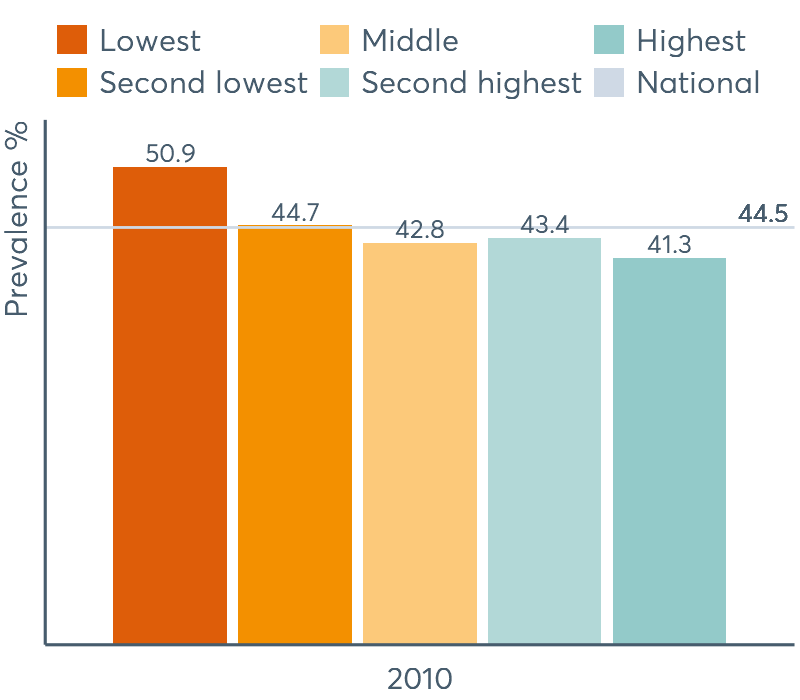 Lowest Middle Highest
Second lowest Second highest National
Prevalence %
50.9
44.7
42.8
43.4
41.3
44.5
2010